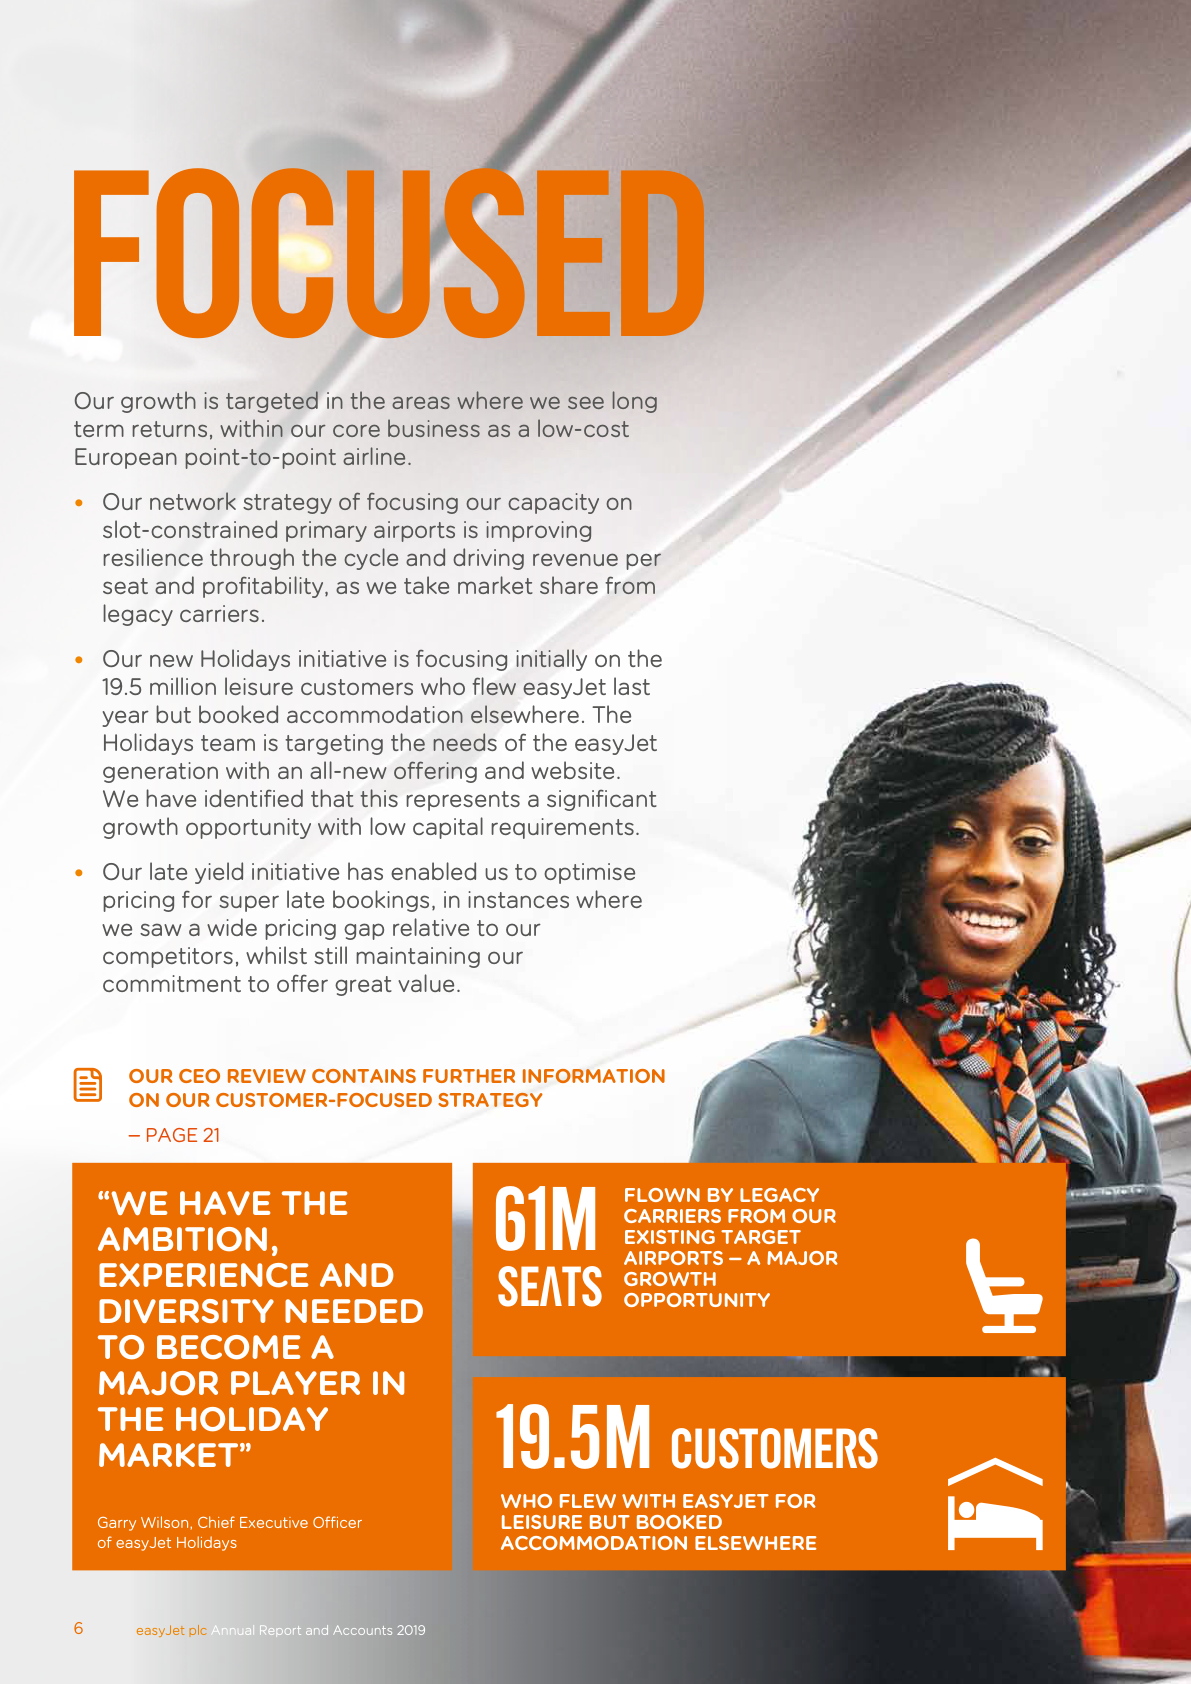 FOCUSED
Our growth is targeted in the areas where we see long
term returns, within our core business as a low-cost
European point-to-point airline.
• Our network strategy of focusing our capacity on
slot-constrained primary airports is improving
resilience through the cycle and driving revenue per
seat and profitability, as we take market share from
legacy carriers.
• Our new Holidays initiative is focusing initially on the
19.5 million leisure customers who flew easyJet last
year but booked accommodation elsewhere. The
Holidays team is targeting the needs of the easyJet
generation with an all-new offering and website.
We have identified that this represents a significant
growth opportunity with low capital requirements.
• Our late yield initiative has enabled us to optimise
pricing for super late bookings, in instances where
we saw a wide pricing gap relative to our
competitors, whilst still maintaining our
commitment to offer great value.
OUR CEO REVIEW CONTAINS FURTHER INFORMATION
ON OUR CUSTOMER-FOCUSED STRATEGY
– PAGE 21
“WE HAVE THE
AMBITION,
EXPERIENCE AND
DIVERSITY NEEDED
TO BECOME A
MAJOR PLAYER IN
THE HOLIDAY
MARKET”
Garry Wilson, Chief Executive Officer
of easyJet Holidays
61M
SEATS
FLOWN BY LEGACY
CARRIERS FROM OUR
EXISTING TARGET
AIRPORTS – A MAJOR
GROWTH
OPPORTUNITY
19.5M CUSTOMERS
WHO FLEW WITH EASYJET FOR
LEISURE BUT BOOKED
ACCOMMODATION ELSEWHERE
6 easyJet plc Annual Report and Accounts 2019